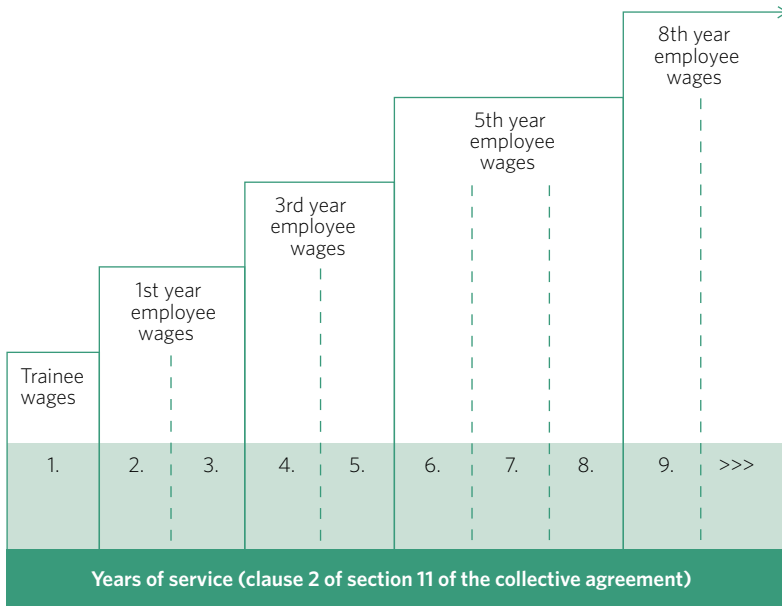 8th year
employee
wages
5th year
employee
wages
3rd year
employee
wages
1st year
employee
wages
Trainee
wages
1. 2. 3. 4. 5. 6. 7. 8. 9. >>>
Years of service (clause 2 of section 11 of the collective agreement)